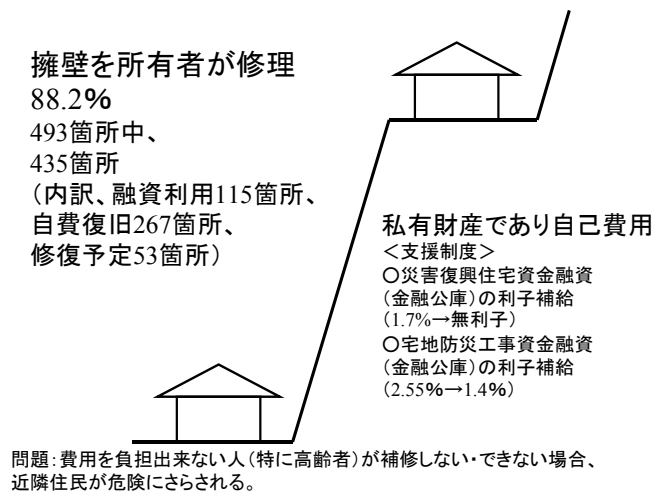 擁壁を所有者が修理
88.2%
493箇所中、
435箇所
（内訳、融資利用115箇所、
自費復旧267箇所、
修復予定53箇所）
私有財産であり自己費用
＜支援制度＞
○災害復興住宅資金融資
（金融公庫）の利子補給
（1.7%→無利子）
○宅地防災工事資金融資
（金融公庫）の利子補給
（2.55%→1.4%）
問題：費用を負担出来ない人（特に高齢者）が補修しない・できない場合、
近隣住民が危険にさらされる。